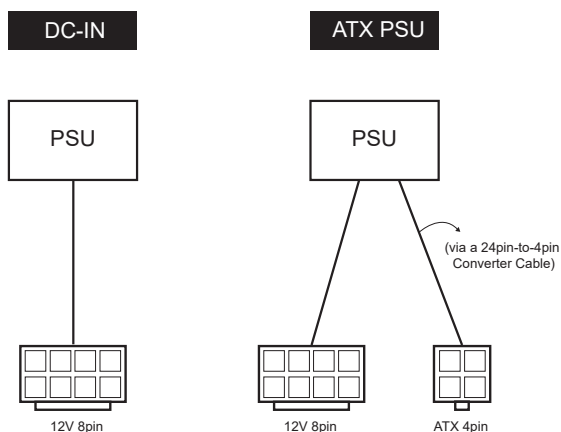 DC-IN
PSU
12V 8pin
ATX PSU
PSU
(via a 24pin-to-4pin
Converter Cable)
12V 8pin
ATX 4pin